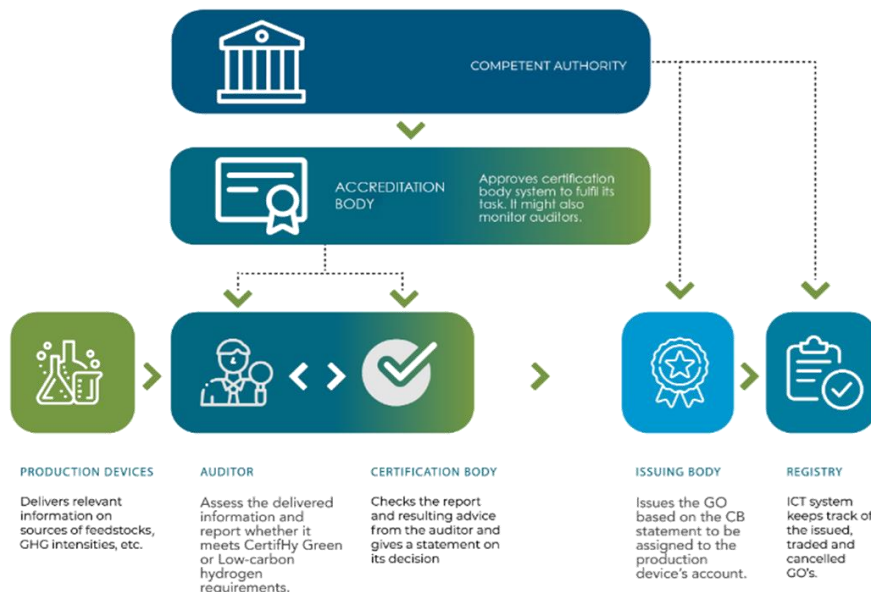 COMPETENT AUTHORITY
ACCREDITATION
BODY
Approves certification
body system to fulfil its
task. It might also
monitor auditors.
PRODUCTION DEVICES
Delivers relevant
information on
sources of feedstocks,
GHG intensities, etc.
AUDITOR
Assess the delivered
information and
report whether it
meets CertifHy Green
or Low-carbon
hydrogen
requirements.
CERTIFICATION BODY
Checks the report
and resulting advice
from the auditor and
gives a statement on
its decision
ISSUING BODY
Issues the GO
based on the CB
statement to be
assigned to the
production
device's account.
REGISTRY
ICT system
keeps track of
the issued,
traded and
cancelled
GO's.